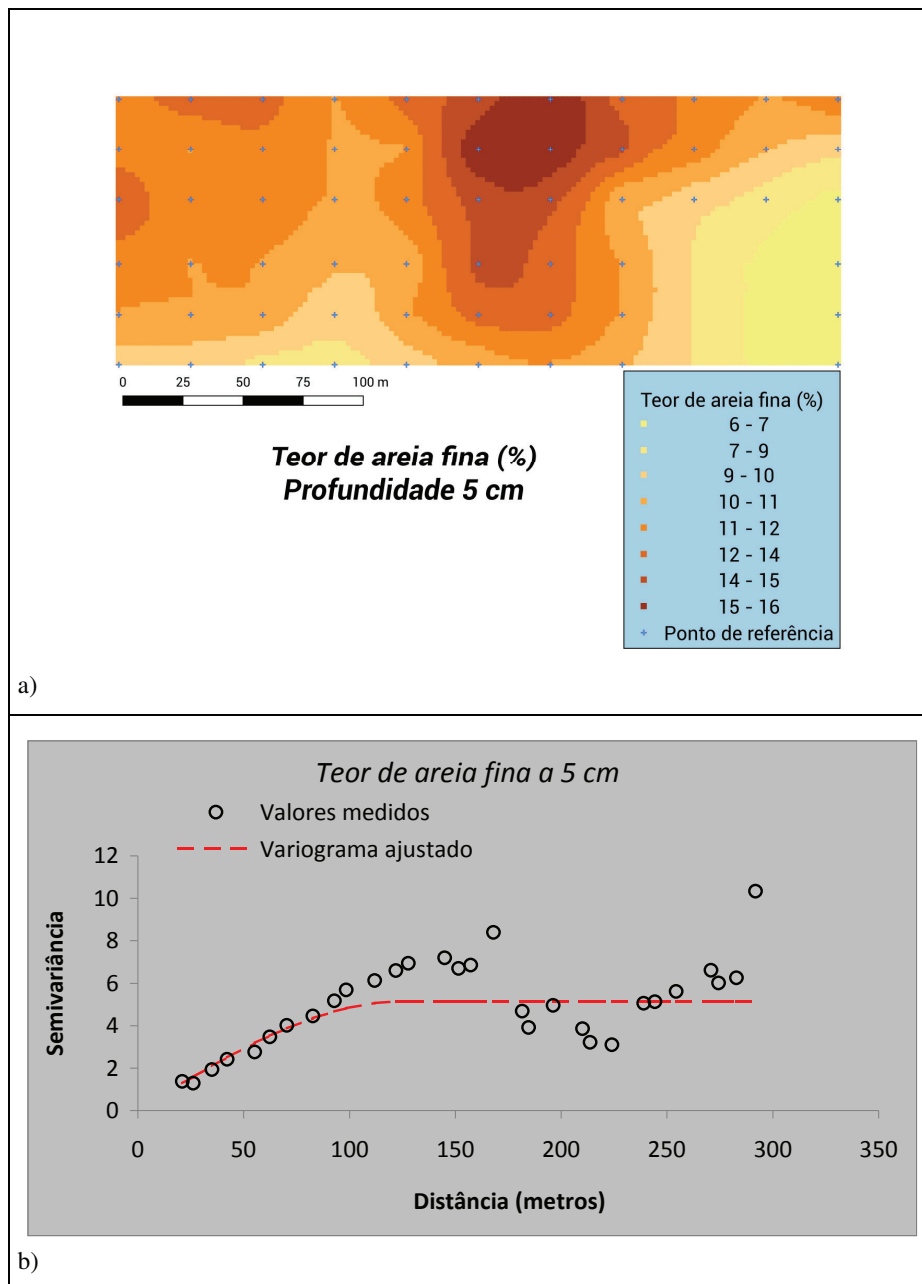 0 25 50 75 100 m
Teor de areia fina (%)
Profundidade 5 cm
Teor de areia fina (%)
6 - 7
7 - 9
9 - 10
10 - 11
11 - 12
12 - 14
14 - 15
15 - 16
Ponto de referência
a)
Teor de areia fina a 5 cm
Valores medidos
Variograma ajustado
12
10
8
6
4
2
0
Semivariância
0 50 100 150 200 250 300 350
Distância (metros)
b)